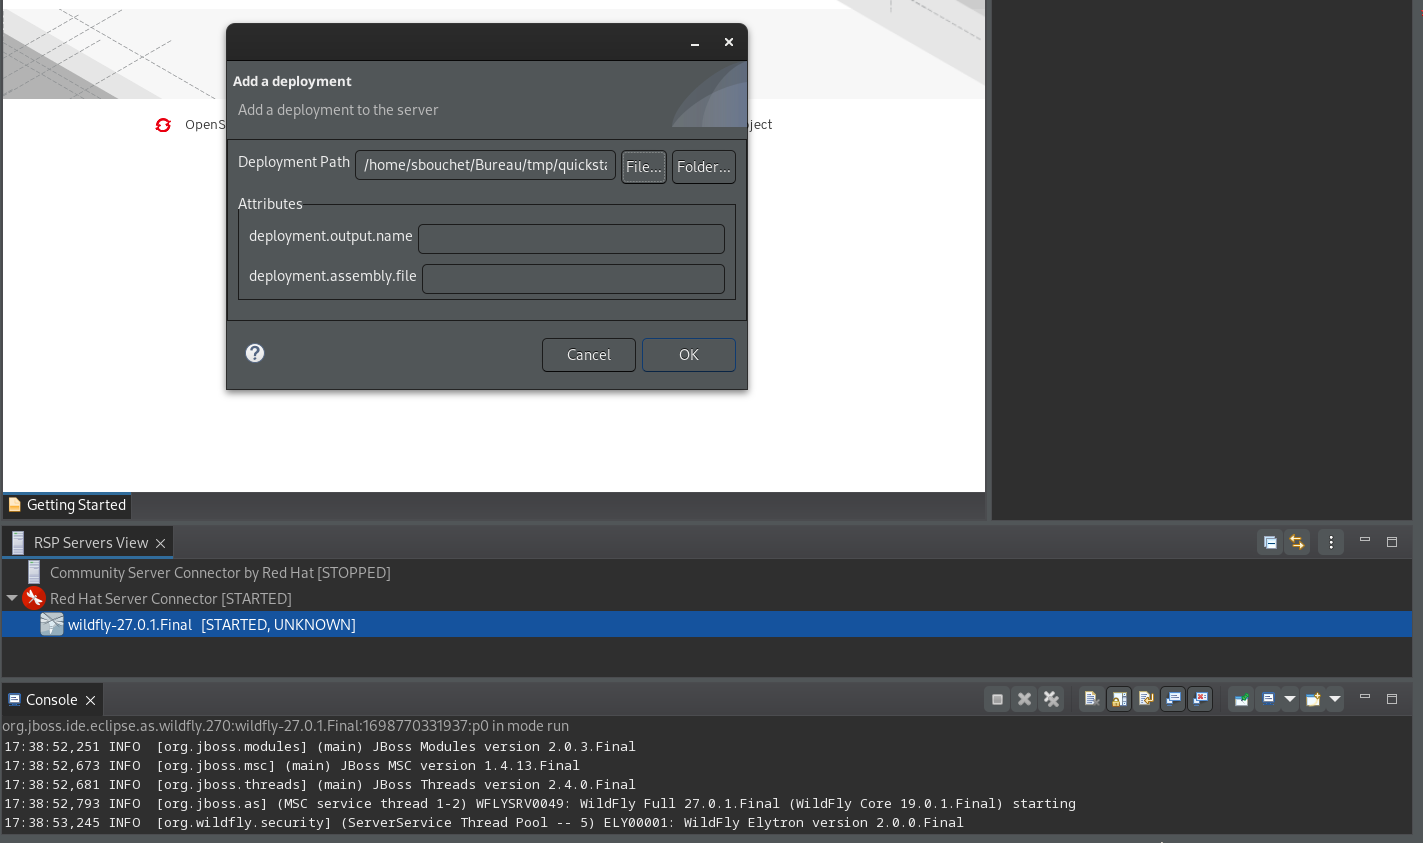 Add a deployment
Add a deployment to the server
OpenS
ject
Deployment Path /home/sbouchet/Bureau/tmp/quicksta File... Folder...
Attributes
deployment.output.name
deployment.assembly.file
Cancel OK
Getting Started
RSP Servers View
Community Server Connector by Red Hat [STOPPED]
Red Hat Server Connector [STARTED]
wildfly-27.0.1.Final [STARTED, UNKNOWN]
Console
org.jboss.ide.eclipse.as.wildfly.270:wildfly-27.0.1.Final:1698770331937:p0 in mode run
17:38:52,251 INFO [org.jboss.modules] (main) JBoss Modules version 2.0.3.Final
17:38:52,673 INFO [org.jboss.msc] (main) JBoss MSC version 1.4.13.Final
17:38:52,681 INFO [org.jboss.threads] (main) JBoss Threads version 2.4.0.Final
17:38:52,793 INFO [org.jboss.as] (MSC service thread 1-2) WFLYSRV0049: WildFly Full 27.0.1.Final (WildFly Core 19.0.1.Final) starting
17:38:53,245 INFO [org.wildfly.security] (ServerService Thread Pool -- 5) ELY00001: WildFly Elytron version 2.0.0.Final